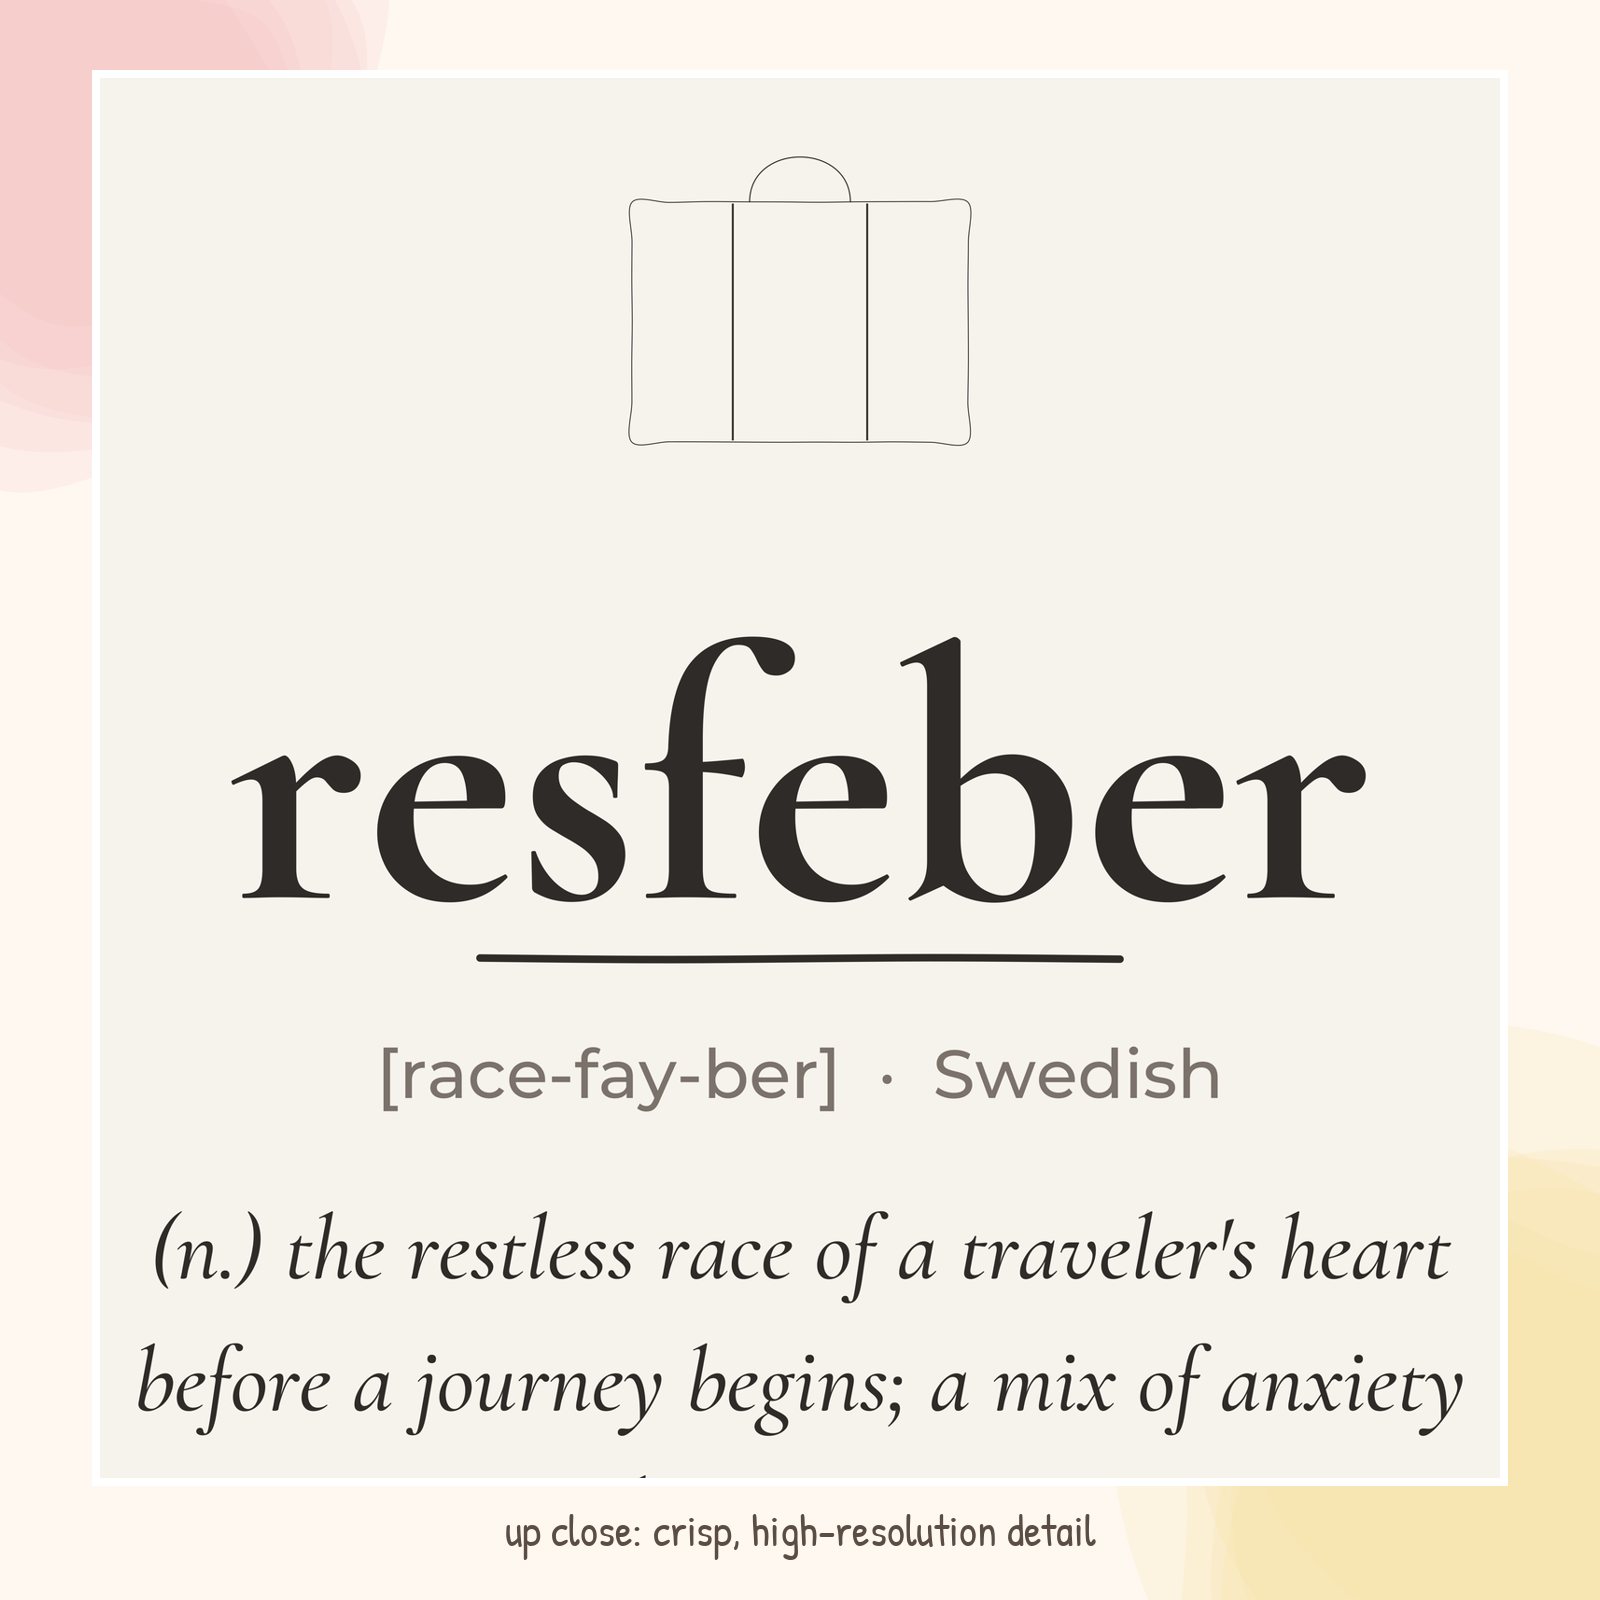 resfeber
[race-fay-ber] · Swedish
(n.) the restless race of a traveler's heart
before a journey begins; a mix of anxiety
up close: crisp, high-resolution detail